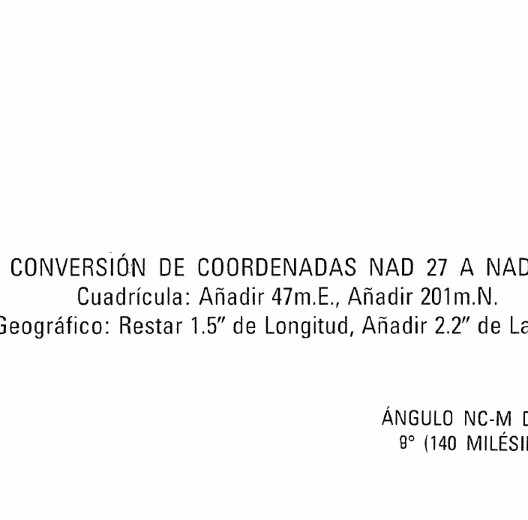 CONVERSIÓN DE COORDENADAS NAD 27 A NAD
Cuadrícula: Añadir 47m.E., Añadir 201m.N.
Geográfico: Restar 1.5" de Longitud, Añadir 2.2" de La
ÁNGULO NC-M D
8° (140 MILÉSI